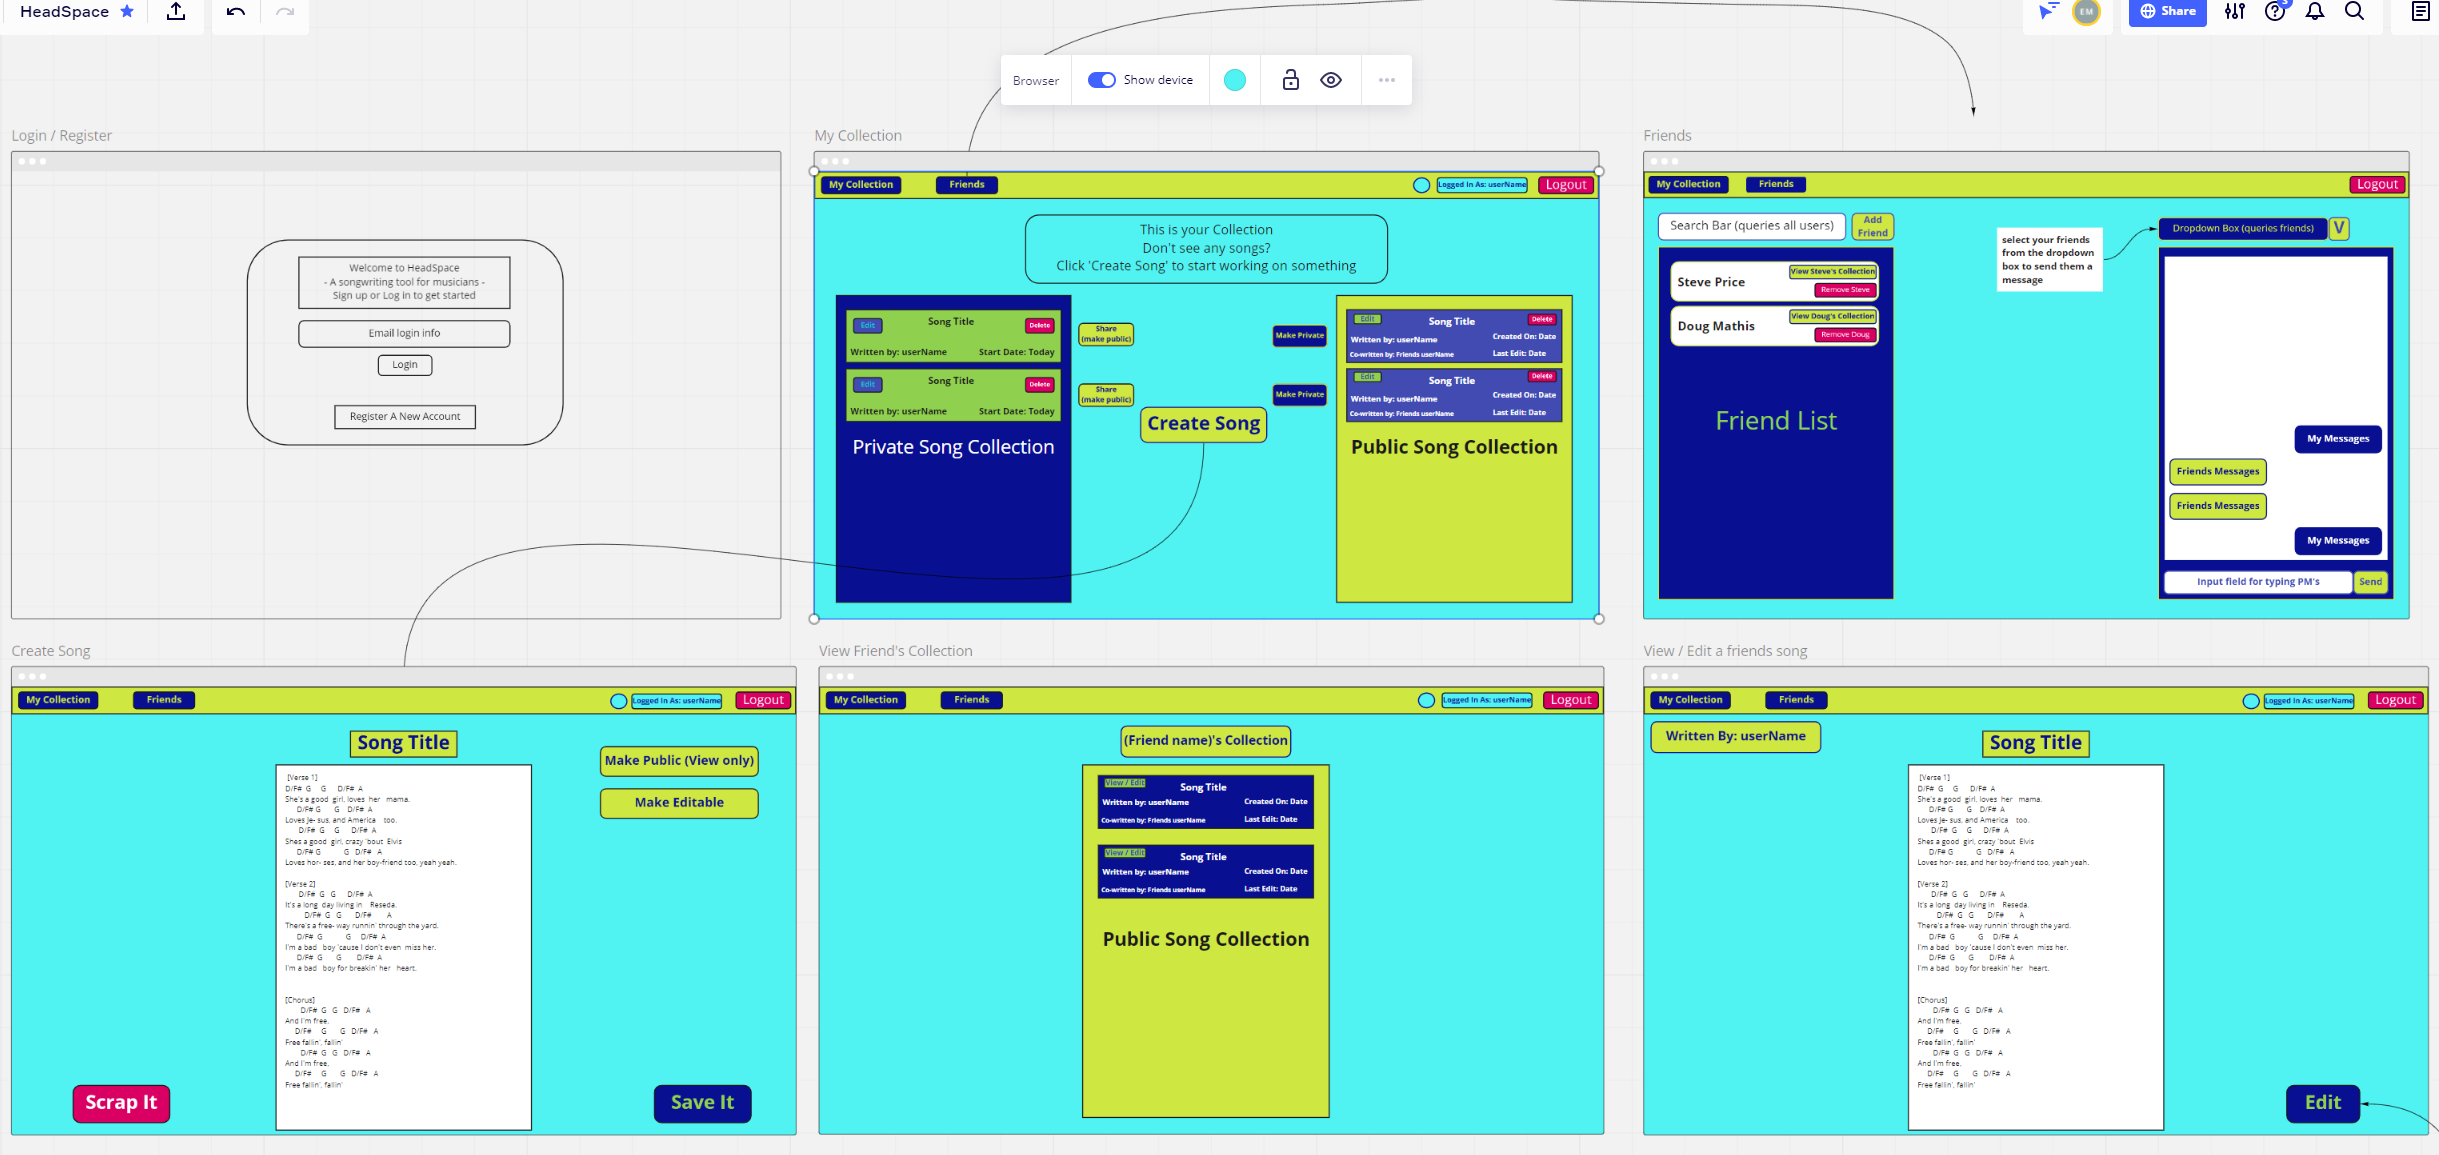 HeadSpace
EM
Share
3
Browser
Show device
Login / Register
Welcome to HeadSpace
- A songwriting tool for musicians -
Sign up or Log in to get started
Email login info
Login
Register A New Account
My Collection
My Collection
Friends
Logged In As: userName
Logout
This is your Collection
Don't see any songs?
Click 'Create Song' to start working on something
Edit
Song Title
Delete
Written by: userName
Start Date: Today
Edit
Song Title
Delete
Written by: userName
Start Date: Today
Private Song Collection
Share
(make public)
Share
(make public)
Make Private
Make Private
Create Song
Edit
Song Title
Delete
Written by: userName
Created On: Date
Co-written by: Friends userName
Last Edit: Date
Edit
Song Title
Delete
Written by: userName
Created On: Date
Co-written by: Friends userName
Last Edit: Date
Public Song Collection
Friends
My Collection
Friends
Logout
Search Bar (queries all users)
Add
Friend
Steve Price
View Steve's Collection
Remove Steve
Doug Mathis
View Doug's Collection
Remove Doug
Friend List
select your friends
from the dropdown
box to send them a
message
Dropdown Box (queries friends)
V
My Messages
Friends Messages
Friends Messages
My Messages
Input field for typing PM's
Send
Create Song
My Collection
Friends
Logged In As: userName
Logout
Song Title
Make Public (View only)
Make Editable
[Verse 1]
D/F# G G D/F# A
She's a good girl, loves her mama.
D/F# G G D/F# A
Loves Je- sus, and America too.
D/F# G G D/F# A
Shes a good girl, crazy 'bout Elvis
D/F# G G D/F# A
Loves hor- ses, and her boy-friend too, yeah yeah.
[Verse 2]
D/F# G G D/F# A
It's a long day living in Reseda.
D/F# G G D/F# A
There's a free- way runnin' through the yard.
D/F# G G D/F# A
I'm a bad boy 'cause I don't even miss her.
D/F# G G D/F# A
I'm a bad boy for breakin' her heart.
[Chorus]
D/F# G G D/F# A
And I'm free,
D/F# G G D/F# A
Free fallin', fallin'
D/F# G G D/F# A
And I'm free,
D/F# G G D/F# A
Free fallin', fallin'
Scrap It
Save It
View Friend's Collection
My Collection
Friends
Logged In As: userName
Logout
(Friend name)'s Collection
View / Edit
Song Title
Written by: userName
Created On: Date
Co-written by: Friends userName
Last Edit: Date
View / Edit
Song Title
Written by: userName
Created On: Date
Co-written by: Friends userName
Last Edit: Date
Public Song Collection
View / Edit a friends song
My Collection
Friends
Logged In As: userName
Logout
Written By: userName
Song Title
[Verse 1]
D/F# G G D/F# A
She's a good girl, loves her mama.
D/F# G G D/F# A
Loves Je- sus, and America too.
D/F# G G D/F# A
Shes a good girl, crazy 'bout Elvis
D/F# G G D/F# A
Loves hor- ses, and her boy-friend too, yeah yeah.
[Verse 2]
D/F# G G D/F# A
It's a long day living in Reseda.
D/F# G G D/F# A
There's a free- way runnin' through the yard.
D/F# G G D/F# A
I'm a bad boy 'cause I don't even miss her.
D/F# G G D/F# A
I'm a bad boy for breakin' her heart.
[Chorus]
D/F# G G D/F# A
And I'm free,
D/F# G G D/F# A
Free fallin', fallin'
D/F# G G D/F# A
And I'm free,
D/F# G G D/F# A
Free fallin', fallin'
Edit